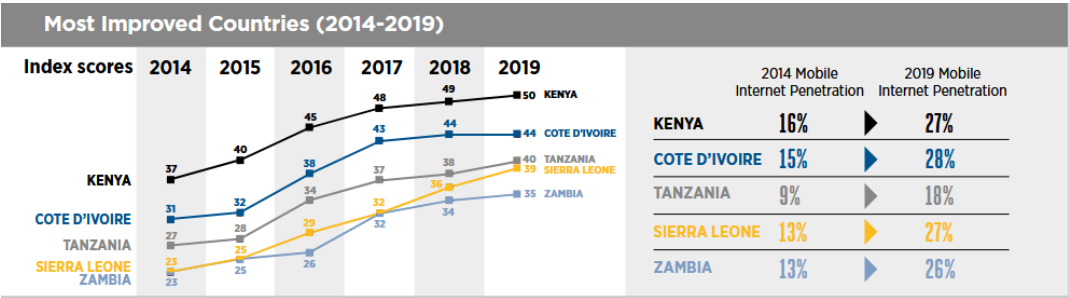 Most Improved Countries (2014-2019)
Index scores 2014 2015 2016 2017 2018 2019
KENYA 37 40 45 48 49 50 KENYA
COTE D'IVOIRE 31 32 38 43 44 44 COTE D'IVOIRE
TANZANIA 27 28 34 37 38 40 TANZANIA
SIERRA LEONE 23 25 29 32 36 39 SIERRA LEONE
ZAMBIA 23 25 26 32 34 35 ZAMBIA
2014 Mobile
Internet Penetration
2019 Mobile
Internet Penetration
KENYA 16% 27%
COTE D'IVOIRE 15% 28%
TANZANIA 9% 18%
SIERRA LEONE 13% 27%
ZAMBIA 13% 26%